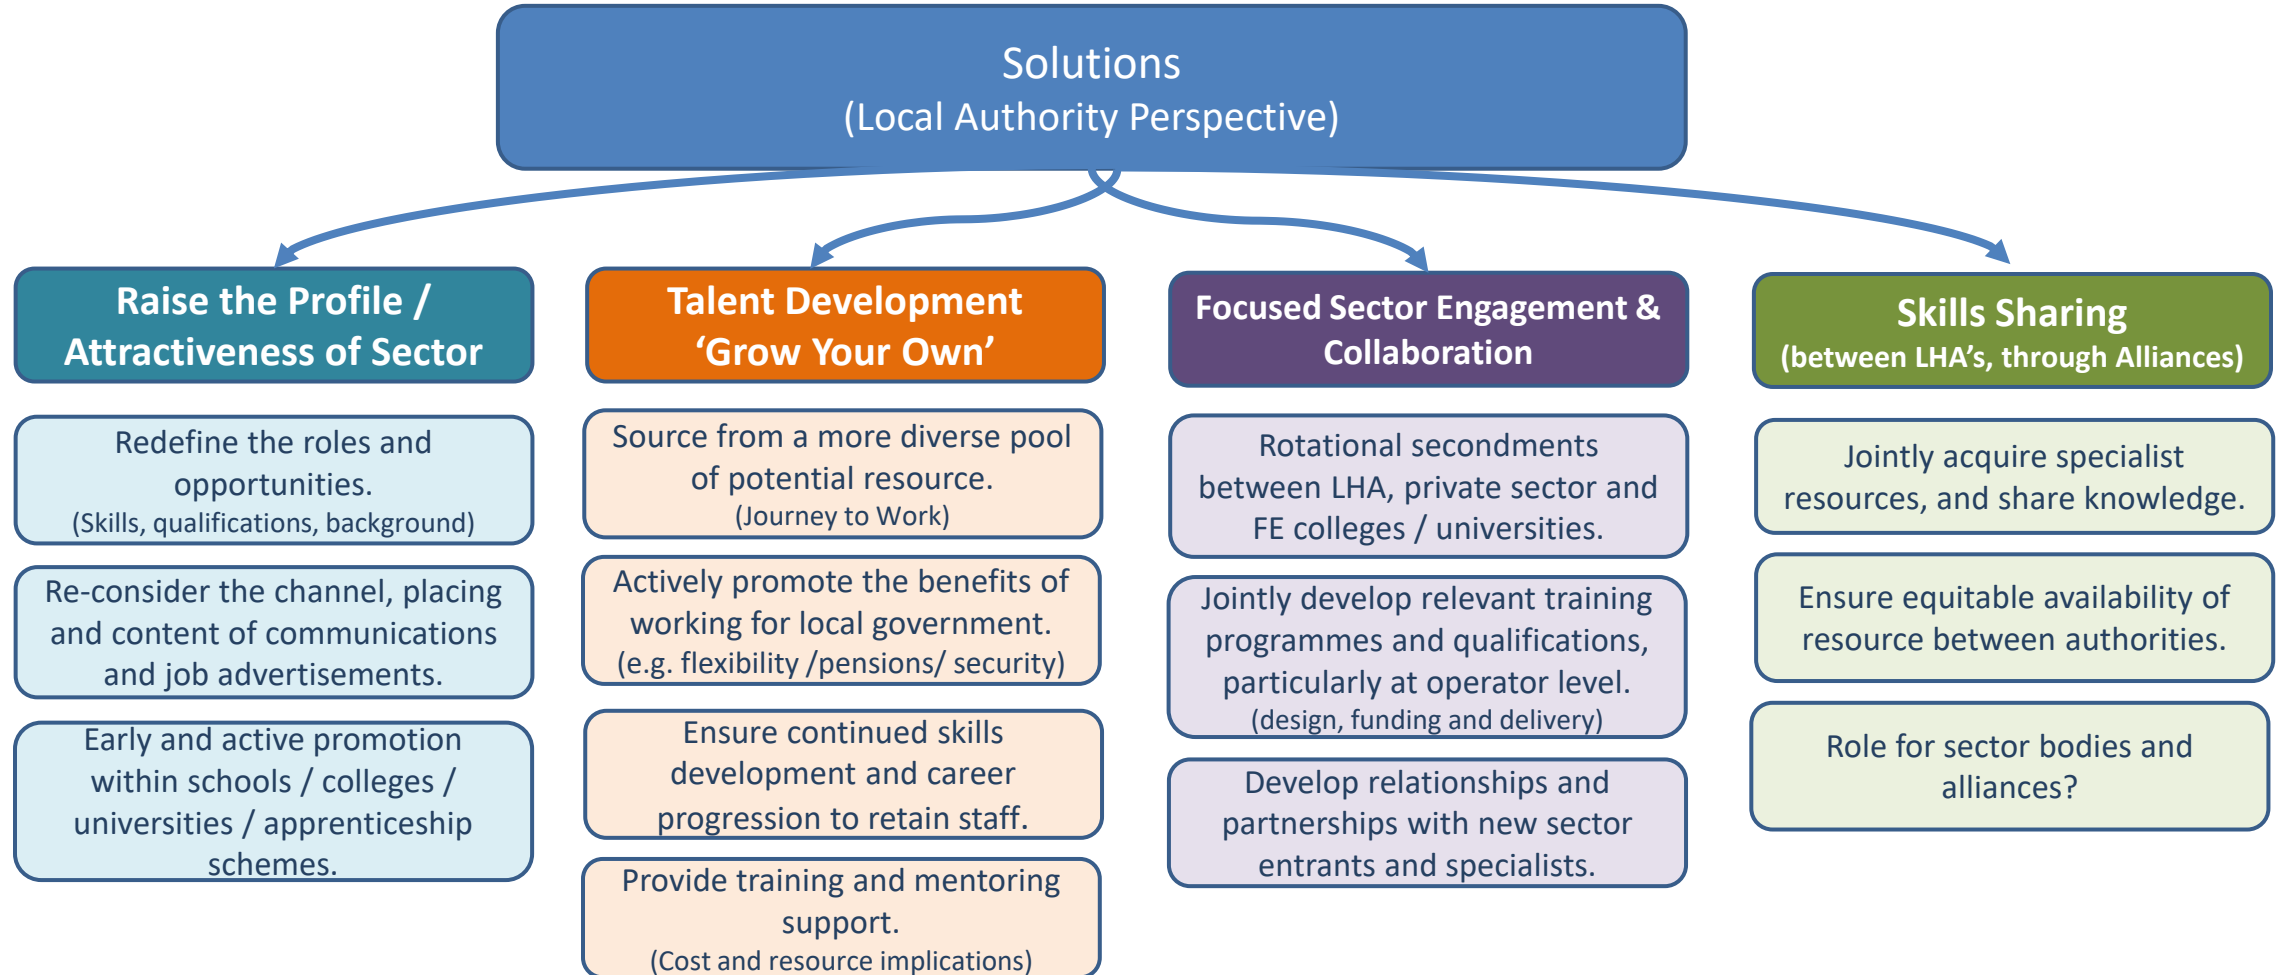 Solutions
(Local Authority Perspective)
Raise the Profile /
Attractiveness of Sector
Redefine the roles and
opportunities.
(Skills, qualifications, background)
Re-consider the channel, placing
and content of communications
and job advertisements.
Early and active promotion
within schools / colleges /
universities / apprenticeship
schemes.
Talent Development
‘Grow Your Own’
Source from a more diverse pool
of potential resource.
(Journey to Work)
Actively promote the benefits of
working for local government.
(e.g. flexibility /pensions/ security)
Ensure continued skills
development and career
progression to retain staff.
Provide training and mentoring
support.
(Cost and resource implications)
Focused Sector Engagement &
Collaboration
Rotational secondments
between LHA, private sector and
FE colleges / universities.
Jointly develop relevant training
programmes and qualifications,
particularly at operator level.
(design, funding and delivery)
Develop relationships and
partnerships with new sector
entrants and specialists.
Skills Sharing
(between LHA’s, through Alliances)
Jointly acquire specialist
resources, and share knowledge.
Ensure equitable availability of
resource between authorities.
Role for sector bodies and
alliances?